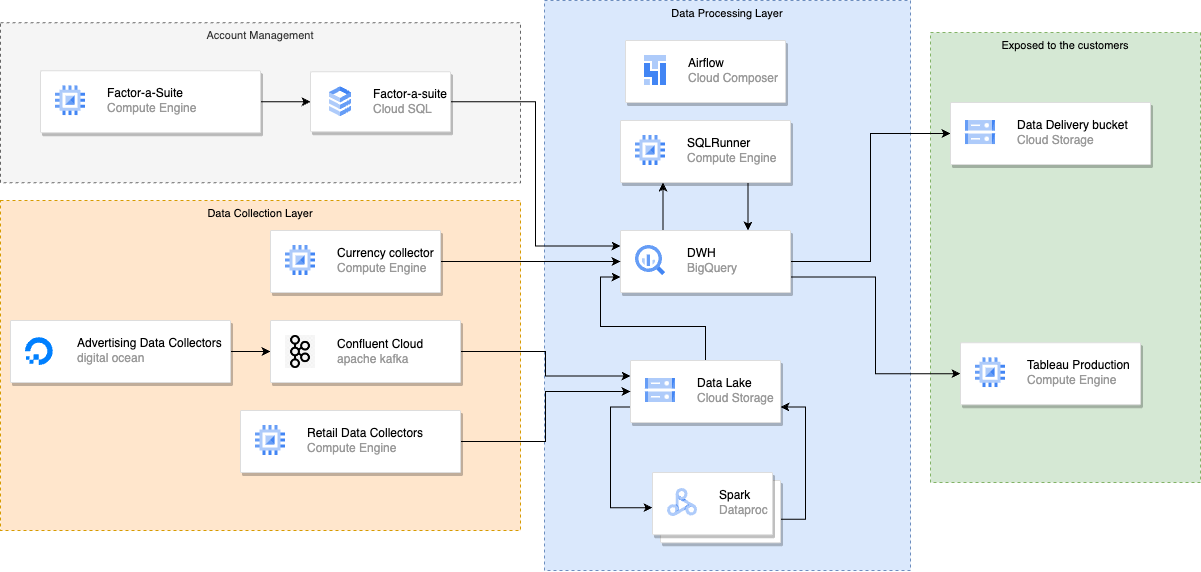 Account Management
Factor-a-Suite
Compute Engine
Factor-a-suite
Cloud SQL
Data Collection Layer
Currency collector
Compute Engine
Advertising Data Collectors
digital ocean
Confluent Cloud
apache kafka
Retail Data Collectors
Compute Engine
Data Processing Layer
Airflow
Cloud Composer
SQLRunner
Compute Engine
DWH
BigQuery
Data Lake
Cloud Storage
Spark
Dataproc
Exposed to the customers
Data Delivery bucket
Cloud Storage
Tableau Production
Compute Engine